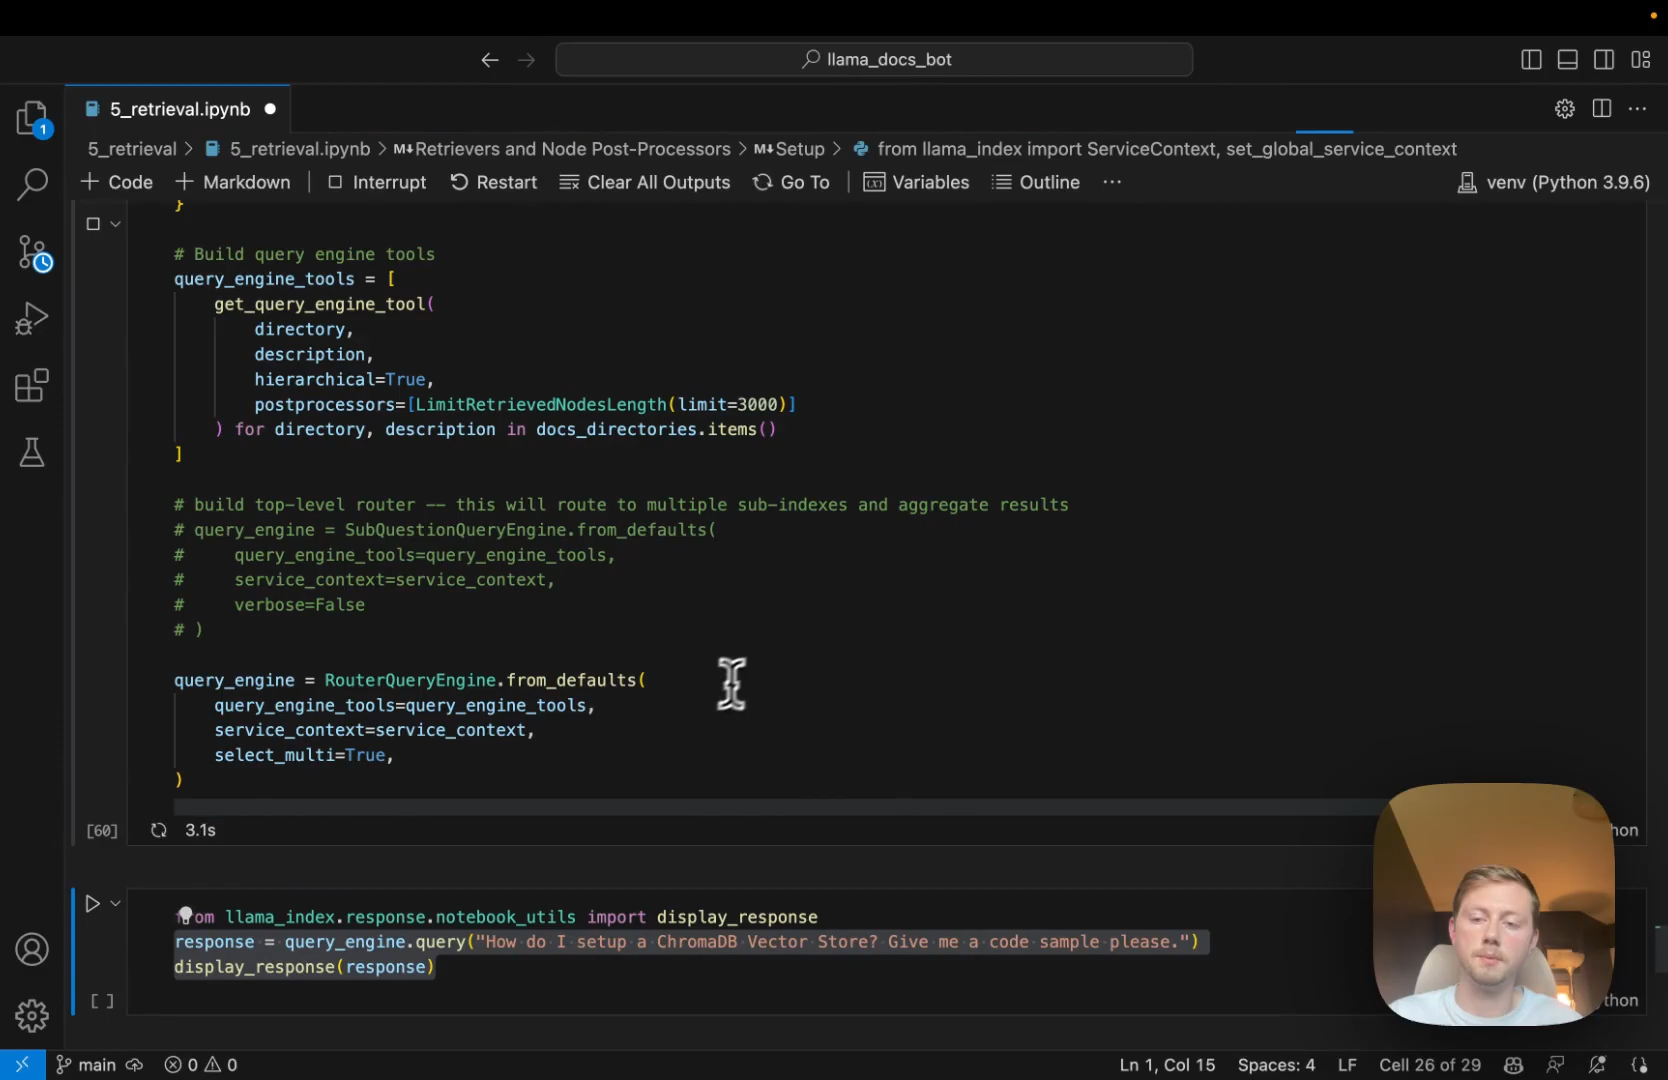 llama_docs_bot
5_retrieval.ipynb
1
5_retrieval > 5_retrieval.ipynb > M↓Retrievers and Node Post-Processors > M↓Setup > from llama_index import ServiceContext, set_global_service_context
+ Code + Markdown | Interrupt Restart Clear All Outputs Go To | Variables Outline ··· venv (Python 3.9.6)
}
# Build query engine tools
query_engine_tools = [
get_query_engine_tool(
directory,
description,
hierarchical=True,
postprocessors=[LimitRetrievedNodesLength(limit=3000)]
) for directory, description in docs_directories.items()
]
# build top-level router -- this will route to multiple sub-indexes and aggregate results
# query_engine = SubQuestionQueryEngine.from_defaults(
# query_engine_tools=query_engine_tools,
# service_context=service_context,
# verbose=False
# )
query_engine = RouterQueryEngine.from_defaults(
query_engine_tools=query_engine_tools,
service_context=service_context,
select_multi=True,
)
[60] 3.1s
llama_index.response.notebook_utils import display_response
response = query_engine.query("How do I setup a ChromaDB Vector Store? Give me a code sample please.")
display_response(response)
[ ]
main 0 0 Ln 1, Col 15 Spaces: 4 LF Cell 26 of 29